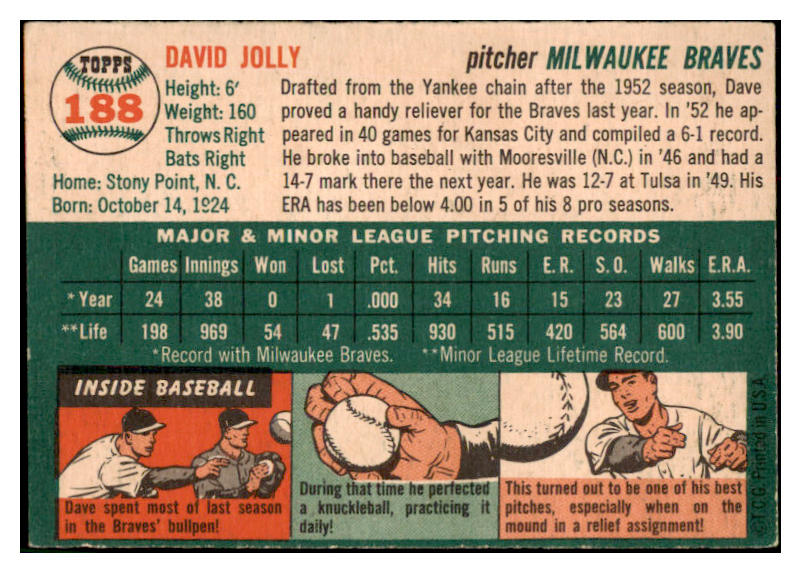 TOPPS
188
DAVID JOLLY
pitcher MILWAUKEE BRAVES
Height: 6'
Weight: 160
Throws Right
Bats Right
Home: Stony Point, N. C.
Born: October 14, 1924
Drafted from the Yankee chain after the 1952 season, Dave
proved a handy reliever for the Braves last year. In '52 he ap-
peared in 40 games for Kansas City and compiled a 6-1 record.
He broke into baseball with Mooresville (N.C.) in '46 and had a
14-7 mark there the next year. He was 12-7 at Tulsa in '49. His
ERA has been below 4.00 in 5 of his 8 pro seasons.
MAJOR & MINOR LEAGUE PITCHING RECORDS
Games Innings Won Lost Pct. Hits Runs E.R. S.O. Walks E.R.A.
*Year 24 38 0 1 .000 34 16 15 23 27 3.55
**Life 198 969 54 47 .535 930 515 420 564 600 3.90
*Record with Milwaukee Braves. **Minor League Lifetime Record.
INSIDE BASEBALL
Dave spent most of last season
in the Braves' bullpen!
During that time he perfected
a knuckleball, practicing it
daily!
This turned out to be one of his best
pitches, especially when on the
mound in a relief assignment!
©T.C.G. Printed in U.S.A.